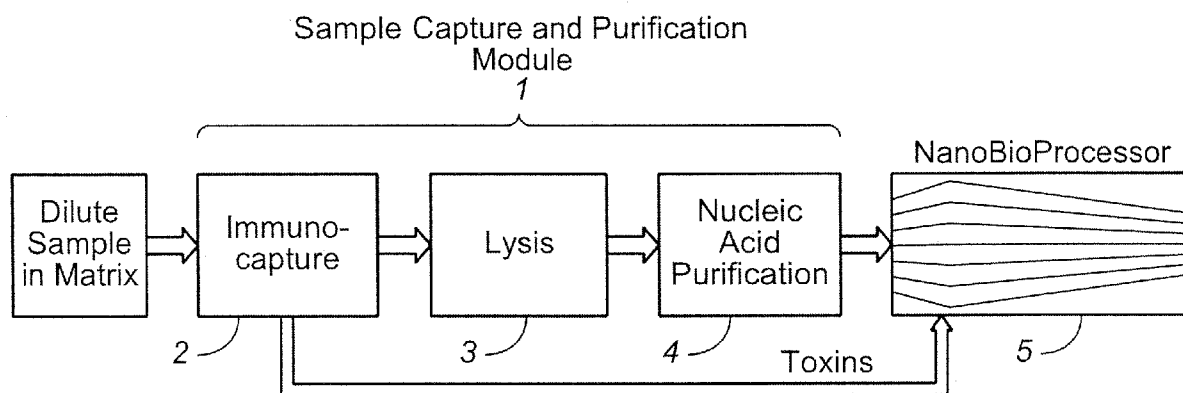 Sample Capture and Purification
Module
1
NanoBioProcessor
Dilute
Sample
in Matrix
Immuno-
capture
Lysis
Nucleic
Acid
Purification
2
3
4
Toxins
5